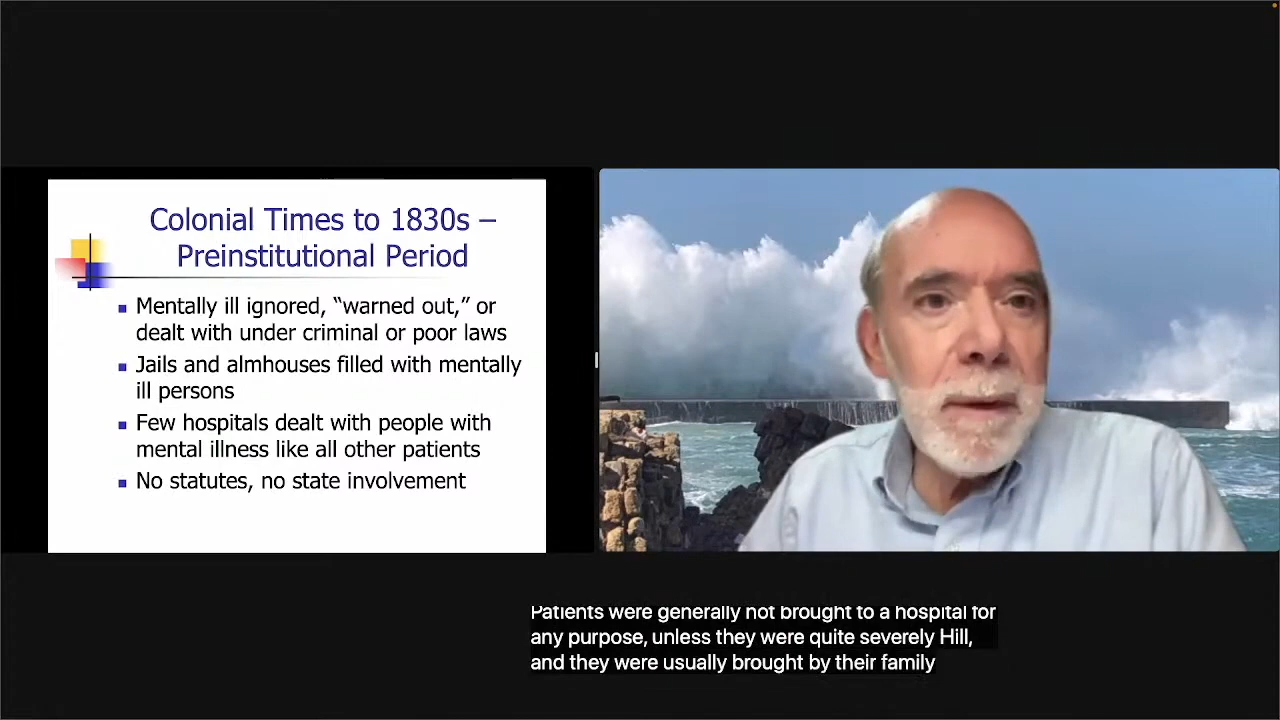 Colonial Times to 1830s –
Preinstitutional Period
Mentally ill ignored, “warned out,” or
dealt with under criminal or poor laws
Jails and almhouses filled with mentally
ill persons
Few hospitals dealt with people with
mental illness like all other patients
No statutes, no state involvement
Patients were generally not brought to a hospital for
any purpose, unless they were quite severely Hill,
and they were usually brought by their family